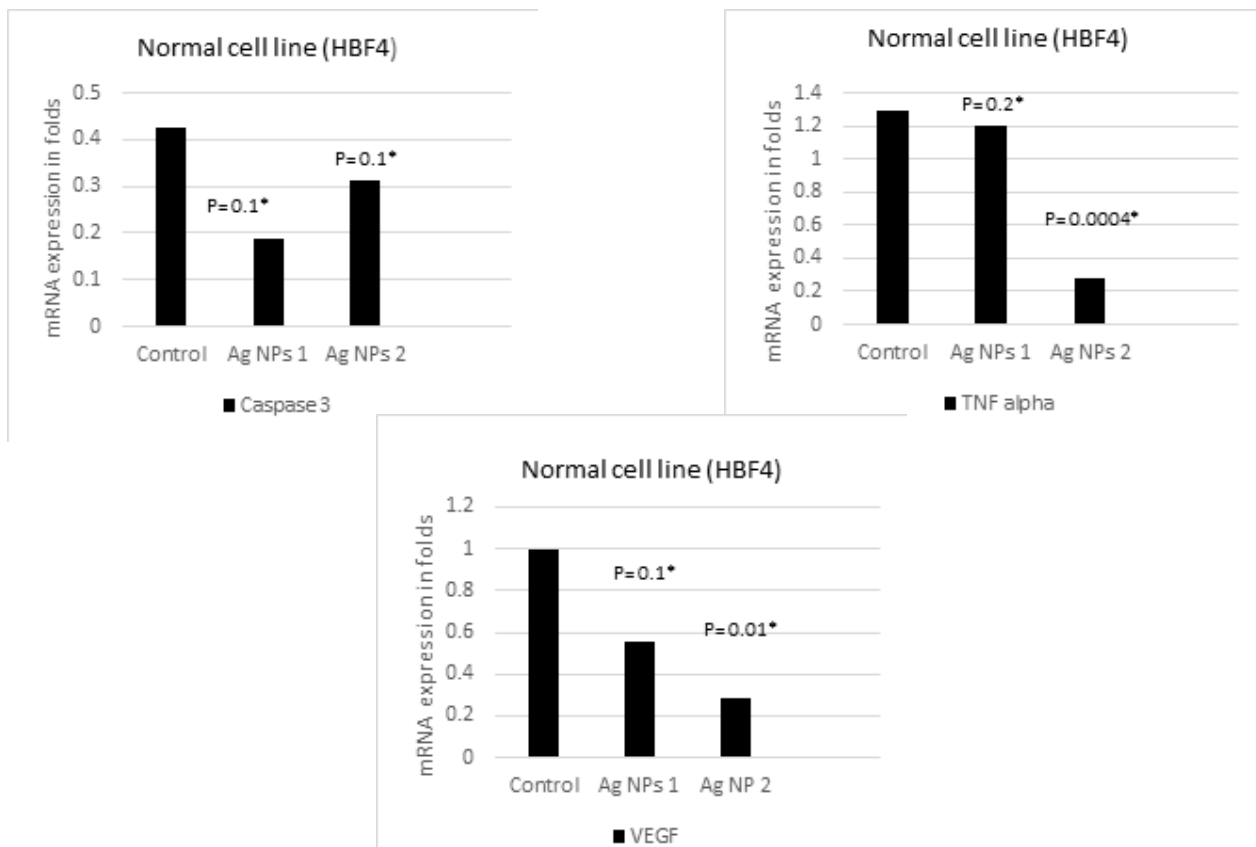 Normal cell line (HBF4)
mRNA expression in folds
0.5
0.4
0.3
0.2
0.1
0
P=0.1*
P=0.1*
Control Ag NPs 1 Ag NPs 2
Caspase 3
Normal cell line (HBF4)
mRNA expression in folds
1.4
1.2
1
0.8
0.6
0.4
0.2
0
P=0.2*
P=0.0004*
Control Ag NPs 1 Ag NPs 2
TNF alpha
Normal cell line (HBF4)
mRNA expression in folds
1.2
1
0.8
0.6
0.4
0.2
0
P=0.1*
P=0.01*
Control Ag NPs 1 Ag NP 2
VEGF